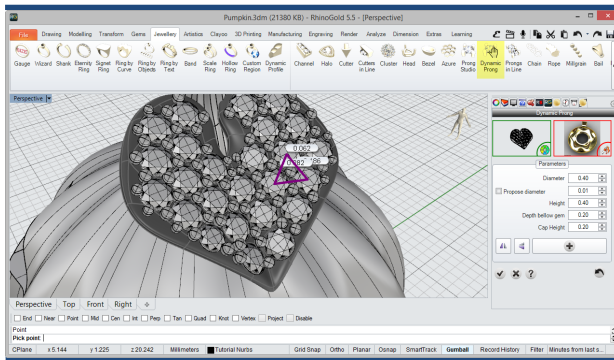 Pumpkin.3dm (21380 KB) - RhinoGold 5.5 - [Perspective]
File Drawing Modelling Transform Gems Jewellery Artistics Clayoo 3D Printing Manufacturing Engraving Render Analyze Dimension Extras Learning
Gauge Wizard Shank Eternity Ring Signet Ring Ring by Curve Ring by Objects Ring by Text Band Scale Ring Hollow Ring Custom Region Dynamic Profile Channel Halo Cutter Cutters in Line Cluster Head Bezel Azure Prong Studio Dynamic Prong Prongs in Line Chain Rope Millgrain Bail
Perspective
Dynamic Prong
0.062
0.082
Parameters
Diameter 0.40
Propose diameter 0.01
Height 0.40
Depth bellow gem 0.20
Cap Height 0.20
Perspective Top Front Right
End Near Point Mid Cen Int Perp Tan Quad Knot Vertex Project Disable
Point
Pick point
CPlane x 5.144 y 1.225 z 20.242 Millimeters Tutorial Nurbs Grid Snap Ortho Planar Osnap SmartTrack Gumball Record History Filter Minutes from last s...